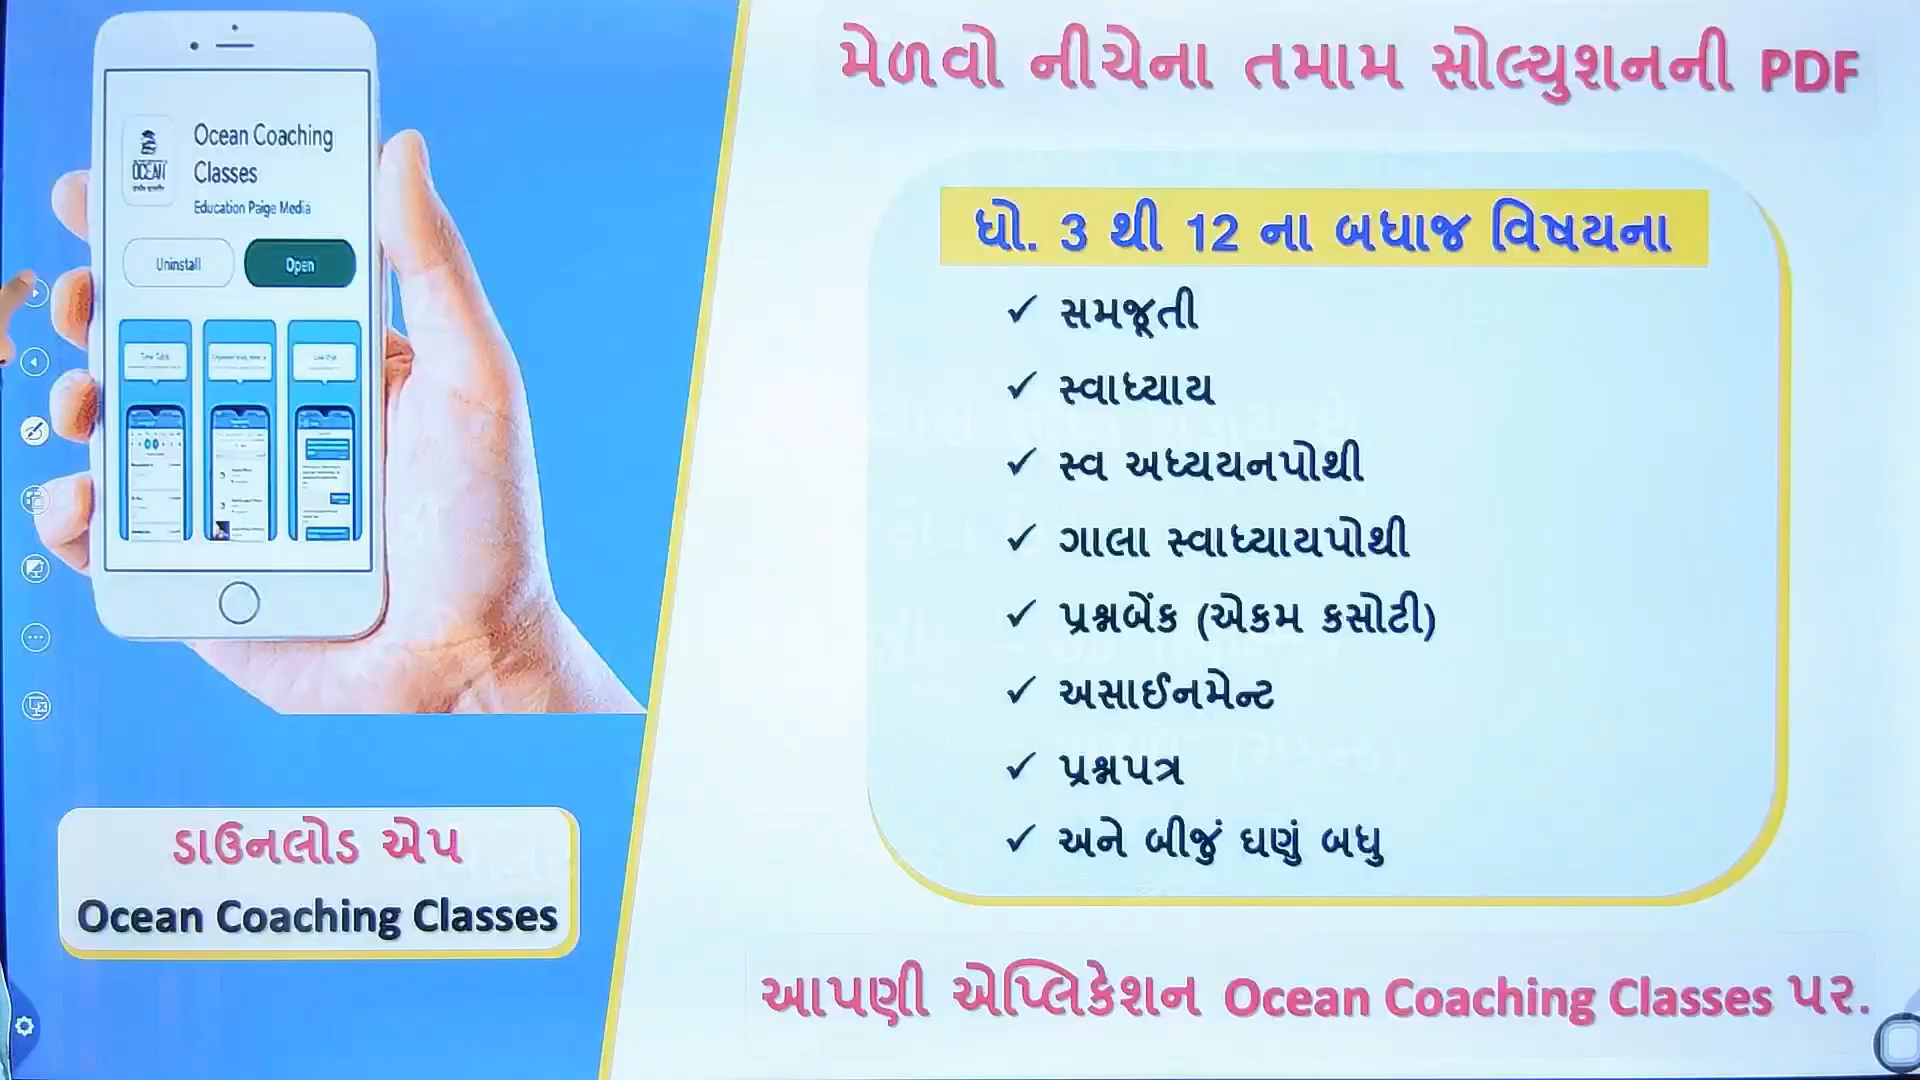 મેળવો નીચેના તમામ સોલ્યુશનની PDF
Ocean Coaching
Classes
Education Paige Media
OCEAN
Uninstall
Open
ધો. 3 થી 12 ના બધાજ વિષયના
✓ સમજૂતી
✓ સ્વાધ્યાય
✓ સ્વ અધ્યયનપોથી
✓ ગાલા સ્વાધ્યાયપોથી
✓ પ્રશ્નબેંક (એકમ કસોટી)
✓ અસાઈનમેન્ટ
✓ પ્રશ્નપત્ર
✓ અને બીજું ઘણું બધુ
ડાઉનલોડ એપ
Ocean Coaching Classes
આપણી એપ્લિકેશન Ocean Coaching Classes પર.